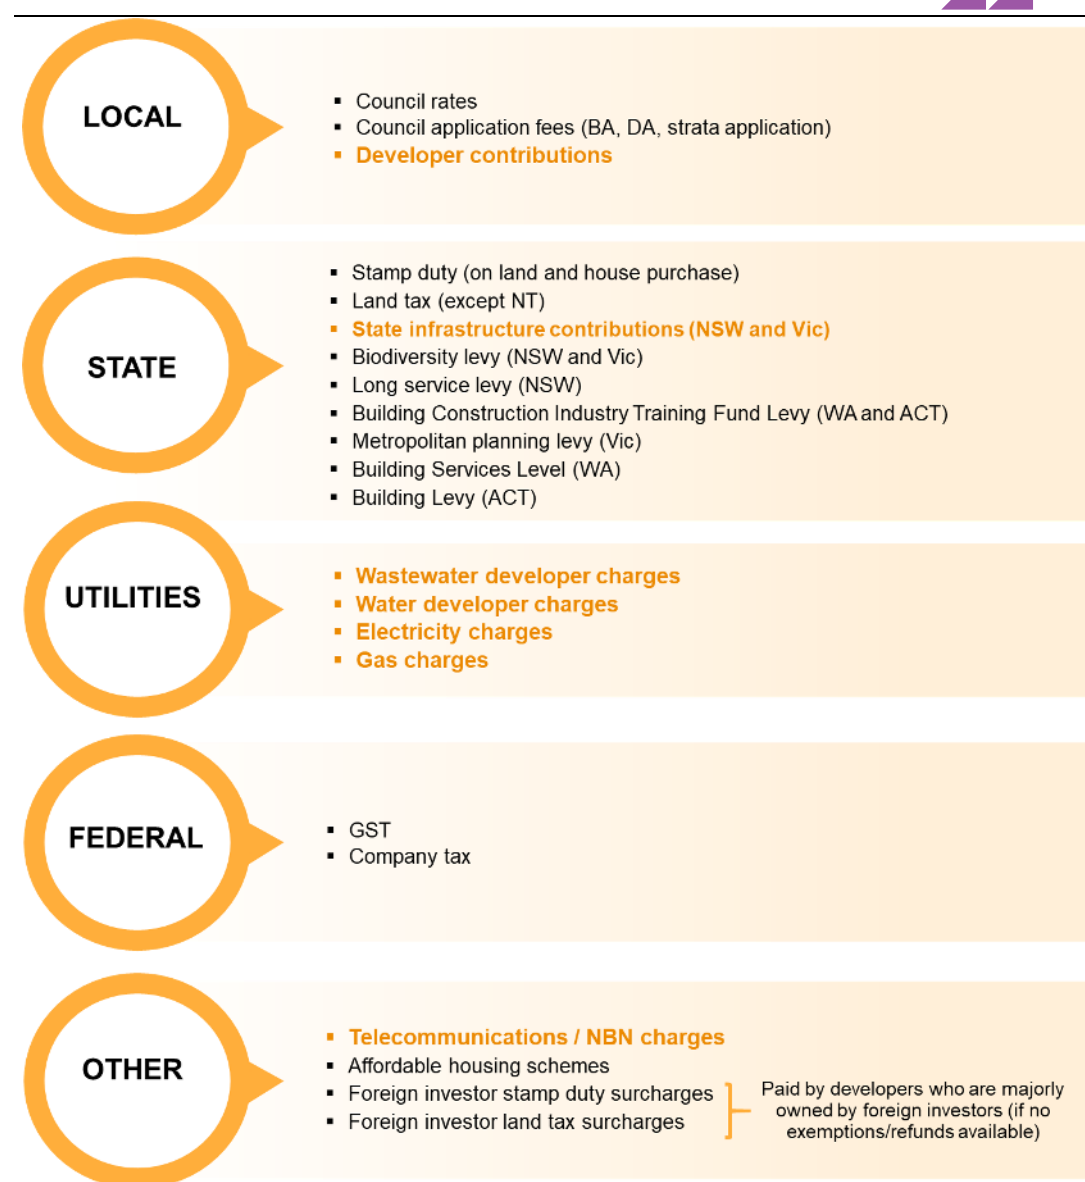 LOCAL
▪ Council rates
▪ Council application fees (BA, DA, strata application)
▪ Developer contributions
STATE
▪ Stamp duty (on land and house purchase)
▪ Land tax (except NT)
▪ State infrastructure contributions (NSW and Vic)
▪ Biodiversity levy (NSW and Vic)
▪ Long service levy (NSW)
▪ Building Construction Industry Training Fund Levy (WA and ACT)
▪ Metropolitan planning levy (Vic)
▪ Building Services Level (WA)
▪ Building Levy (ACT)
UTILITIES
▪ Wastewater developer charges
▪ Water developer charges
▪ Electricity charges
▪ Gas charges
FEDERAL
▪ GST
▪ Company tax
OTHER
▪ Telecommunications / NBN charges
▪ Affordable housing schemes
▪ Foreign investor stamp duty surcharges
▪ Foreign investor land tax surcharges
Paid by developers who are majorly
owned by foreign investors (if no
exemptions/refunds available)